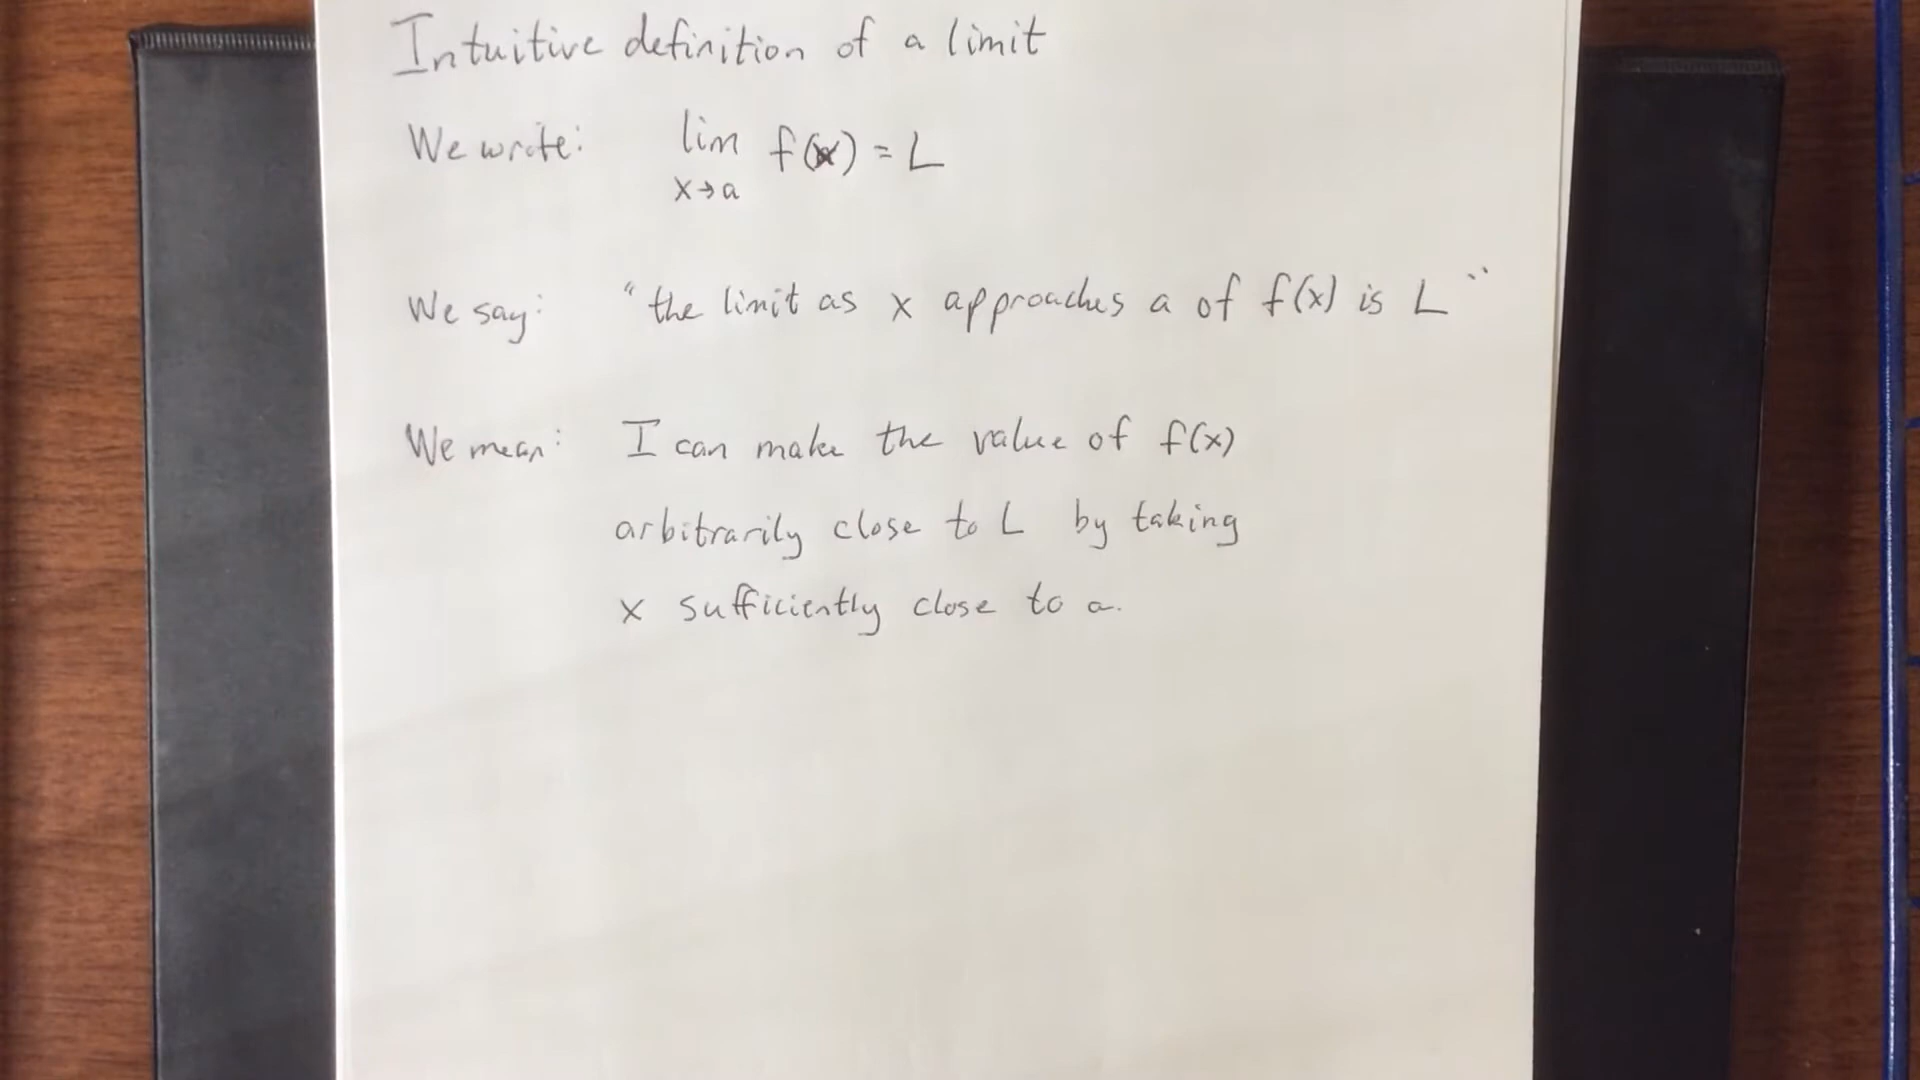 Intuitive definition of a limit
We write: lim f(x) = L
x→a
We say: "the limit as x approaches a of f(x) is L"
We mean: I can make the value of f(x)
arbitrarily close to L by taking
x sufficiently close to a.